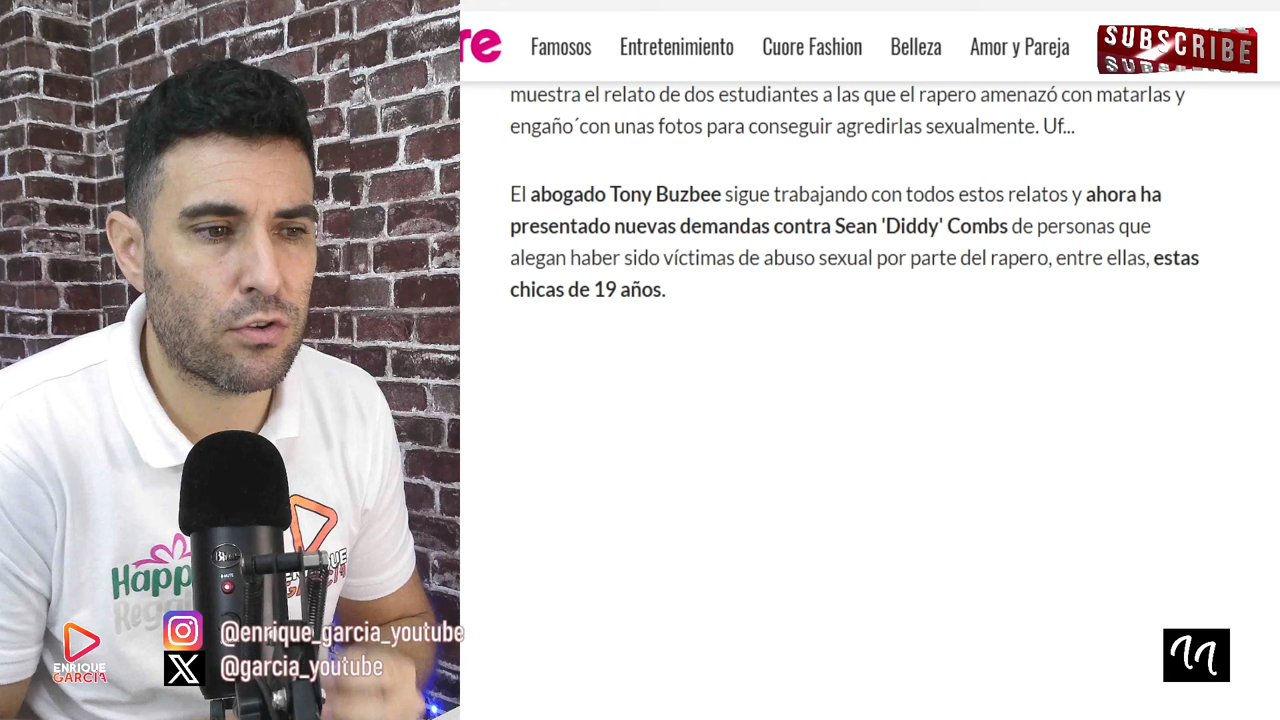 re
Famosos Entretenimiento Cuore Fashion Belleza Amor y Pareja
SUBSCRIBE
muestra el relato de dos estudiantes a las que el rapero amenazó con matarlas y
engaño´con unas fotos para conseguir agredirlas sexualmente. Uf...
El abogado Tony Buzbee sigue trabajando con todos estos relatos y ahora ha
presentado nuevas demandas contra Sean 'Diddy' Combs de personas que
alegan haber sido víctimas de abuso sexual por parte del rapero, entre ellas, estas
chicas de 19 años.
Happ
Blue
MUTE
@enrique_garcia_youtube
@garcia_youtube
ENRIQUE
GARCIA